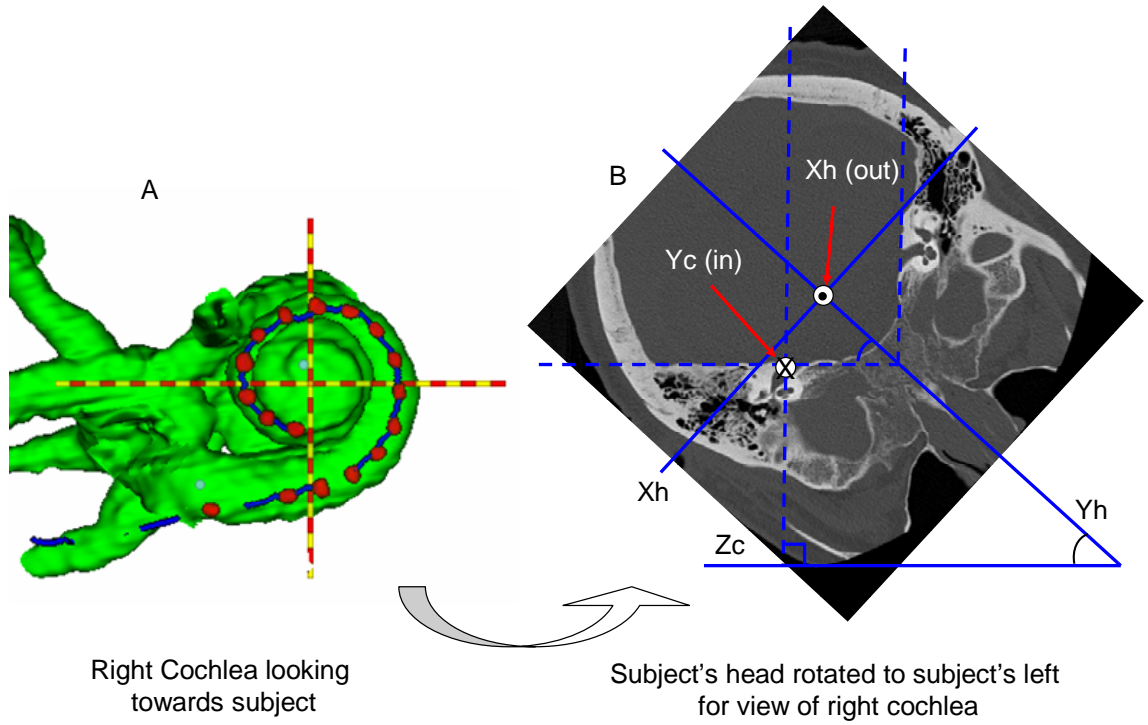 A
B
Xh (out)
Yc (in)
X
Xh
Yh
Zc
Right Cochlea looking
towards subject
Subject's head rotated to subject's left
for view of right cochlea